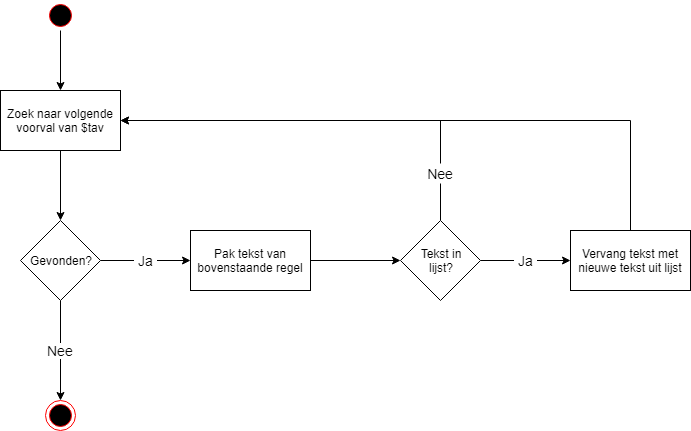 Zoek naar volgende
voorval van $tav
Gevonden?
Ja
Pak tekst van
bovenstaande regel
Tekst in
lijst?
Nee
Ja
Vervang tekst met
nieuwe tekst uit lijst
Nee